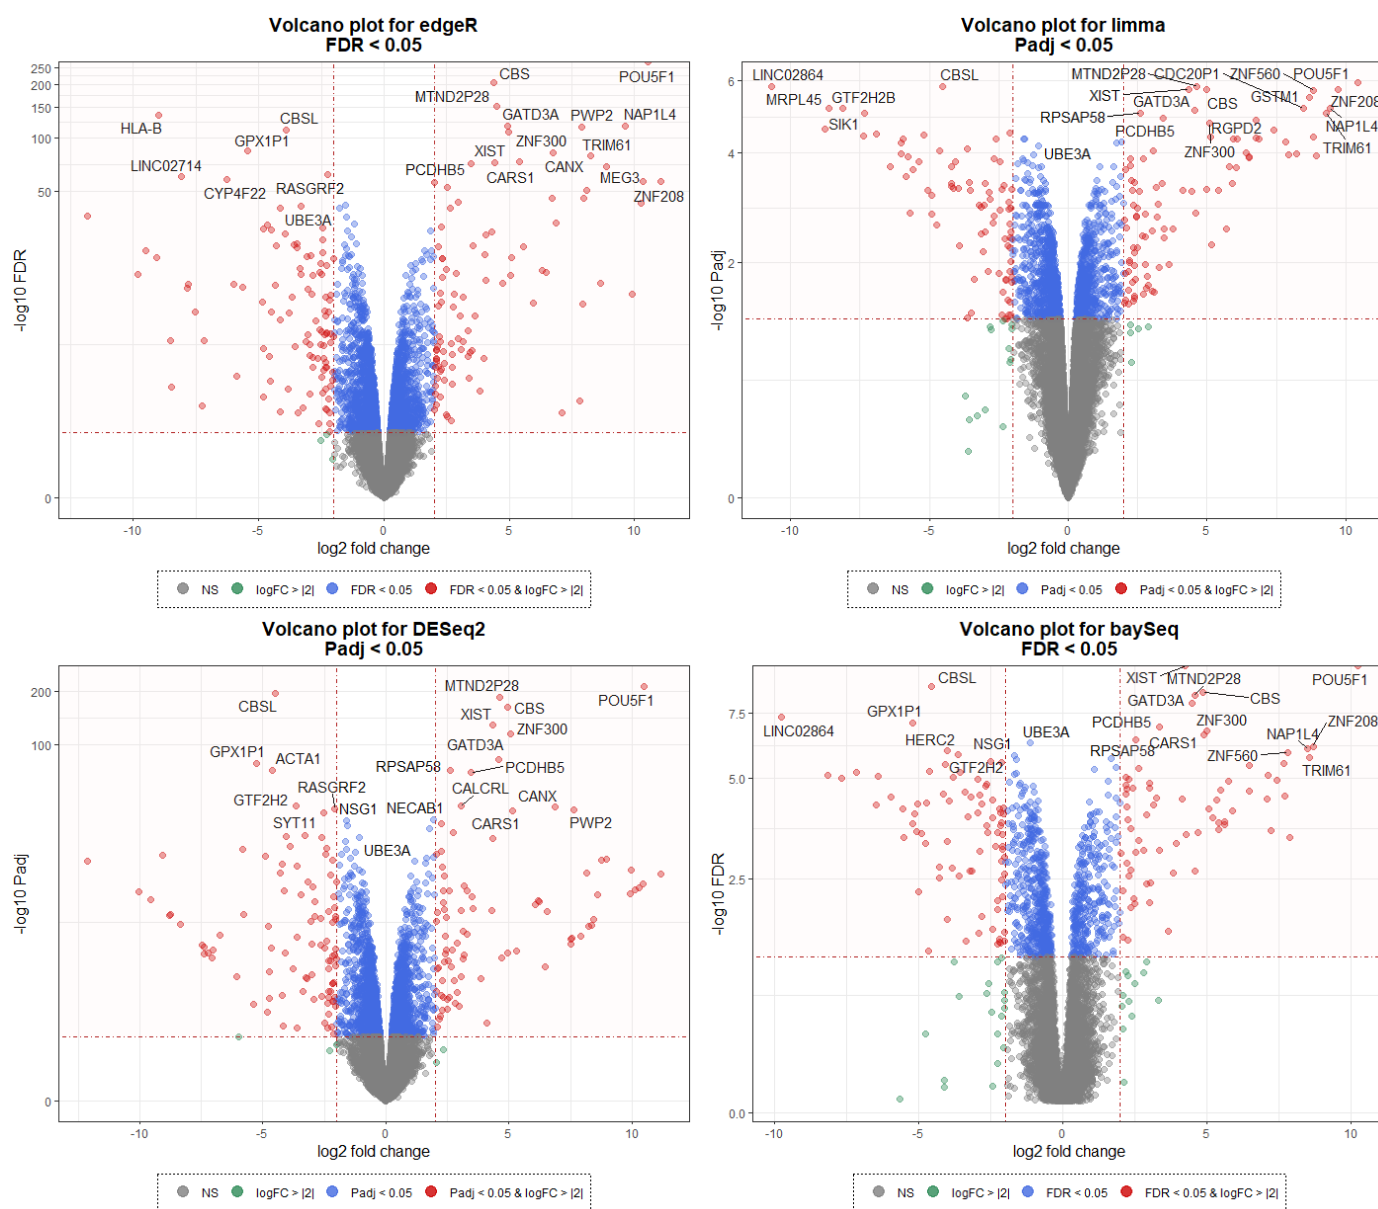 Volcano plot for edgeR
FDR < 0.05
250
200
150
100
50
0
-log10 FDR
CBS
POU5F1
MTND2P28
HLA-B
CBSL
GATD3A
PWP2
NAP1L4
GPX1P1
ZNF300
TRIM61
XIST
LINC02714
PCDHB5
CANX
CARS1
MEG3
CYP4F22
RASGRF2
ZNF208
UBE3A
-10
-5
0
5
10
log2 fold change
NS
logFC > |2|
FDR < 0.05
FDR < 0.05 & logFC > |2|
Volcano plot for limma
Padj < 0.05
6
4
2
0
-log10 Padj
LINC02864
CBSL
MTND2P28
CDC20P1
ZNF560
POU5F1
MRPL45
GTF2H2B
XIST
GATD3A
CBS
GSTM1
ZNF208
SIK1
RPSAP58
PCDHB5
RGPD2
NAP1L4
UBE3A
ZNF300
TRIM61
-10
-5
0
5
10
log2 fold change
NS
logFC > |2|
Padj < 0.05
Padj < 0.05 & logFC > |2|
Volcano plot for DESeq2
Padj < 0.05
200
100
0
-log10 Padj
CBSL
MTND2P28
POU5F1
CBS
XIST
ZNF300
GPX1P1
ACTA1
GATD3A
RPSAP58
PCDHB5
RASGRF2
CALCRL
GTF2H2
NSG1
NECAB1
CANX
SYT11
CARS1
PWP2
UBE3A
-10
-5
0
5
10
log2 fold change
NS
logFC > |2|
Padj < 0.05
Padj < 0.05 & logFC > |2|
Volcano plot for baySeq
FDR < 0.05
7.5
5.0
2.5
0.0
-log10 FDR
CBSL
XIST
MTND2P28
POU5F1
GATD3A
CBS
GPX1P1
LINC02864
PCDHB5
ZNF300
ZNF208
HERC2
NSG1
UBE3A
CARS1
NAP1L4
RPSAP58
ZNF560
GTF2H2
TRIM61
-10
-5
0
5
10
log2 fold change
NS
logFC > |2|
FDR < 0.05
FDR < 0.05 & logFC > |2|